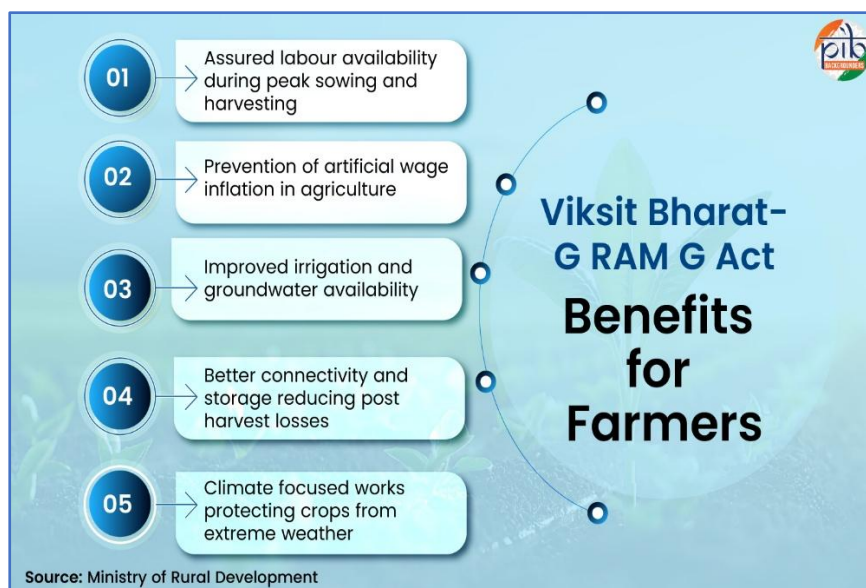 pib
BACKGROUNDERS
01
Assured labour availability
during peak sowing and
harvesting
02
Prevention of artificial wage
inflation in agriculture
03
Improved irrigation and
groundwater availability
04
Better connectivity and
storage reducing post
harvest losses
05
Climate focused works
protecting crops from
extreme weather
Viksit Bharat-
G RAM G Act
Benefits
for
Farmers
Source: Ministry of Rural Development